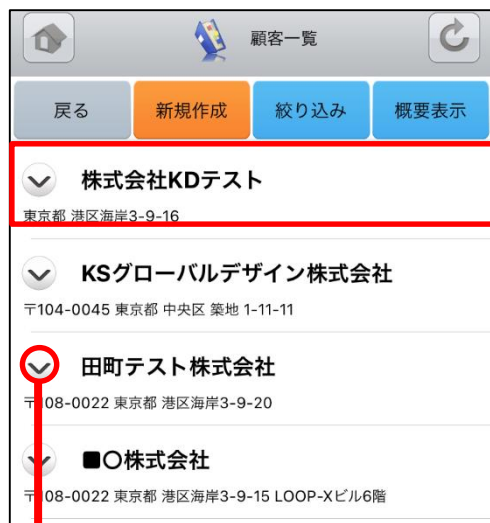 顧客一覧
戻る 新規作成 絞り込み 概要表示
株式会社KDテスト
東京都 港区海岸3-9-16
KSグローバルデザイン株式会社
〒104-0045 東京都 中央区 築地 1-11-11
田町テスト株式会社
〒108-0022 東京都 港区海岸3-9-20
■〇株式会社
〒108-0022 東京都 港区海岸3-9-15 LOOP-Xビル6階